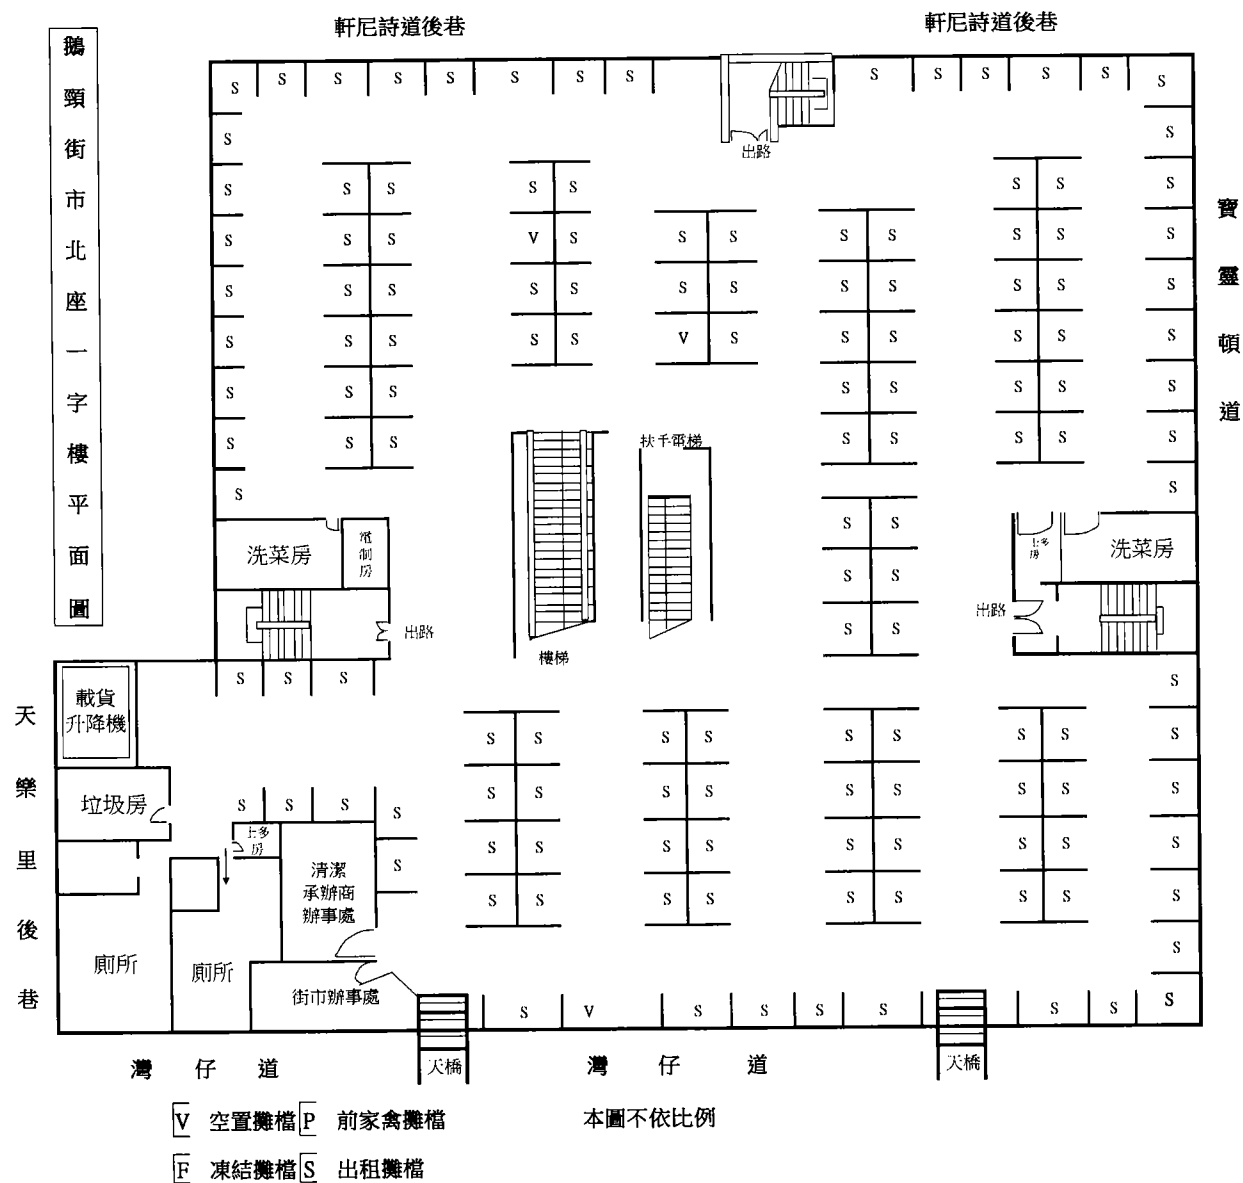 軒尼詩道後巷
軒尼詩道後巷
鵝頸街市北座一字樓平面圖
S S S S S S S S S S S S S S
S S
出路
S S S S S S S S
S V S S S S S S S S
S S S S S S S S S S S S
S S S S S V S S S S S S
S S S S S S S S
S S S S S S S S
S S
寶靈頓道
扶手電梯
洗菜房
電制房
S S
士多房
洗菜房
S S
出路
出路
S S
樓梯
載貨
升降機
S S S S
天樂里後巷
S S S S S S S S S
垃圾房
S S S S
S S S S S S S S S
士多房
清潔
承辦商
辦事處
S
S S S S S S S S S
S S S S S S S S S
廁所
廁所
S
街市辦事處
S V S S S S S S S
天橋
天橋
灣仔道
灣仔道
V 空置攤檔 P 前家禽攤檔
本圖不依比例
F 凍結攤檔 S 出租攤檔